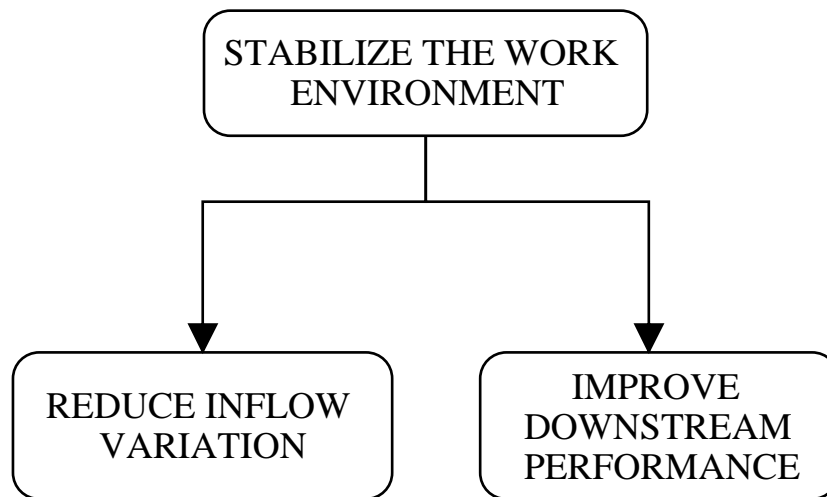 STABILIZE THE WORK
ENVIRONMENT
REDUCE INFLOW
VARIATION
IMPROVE
DOWNSTREAM
PERFORMANCE